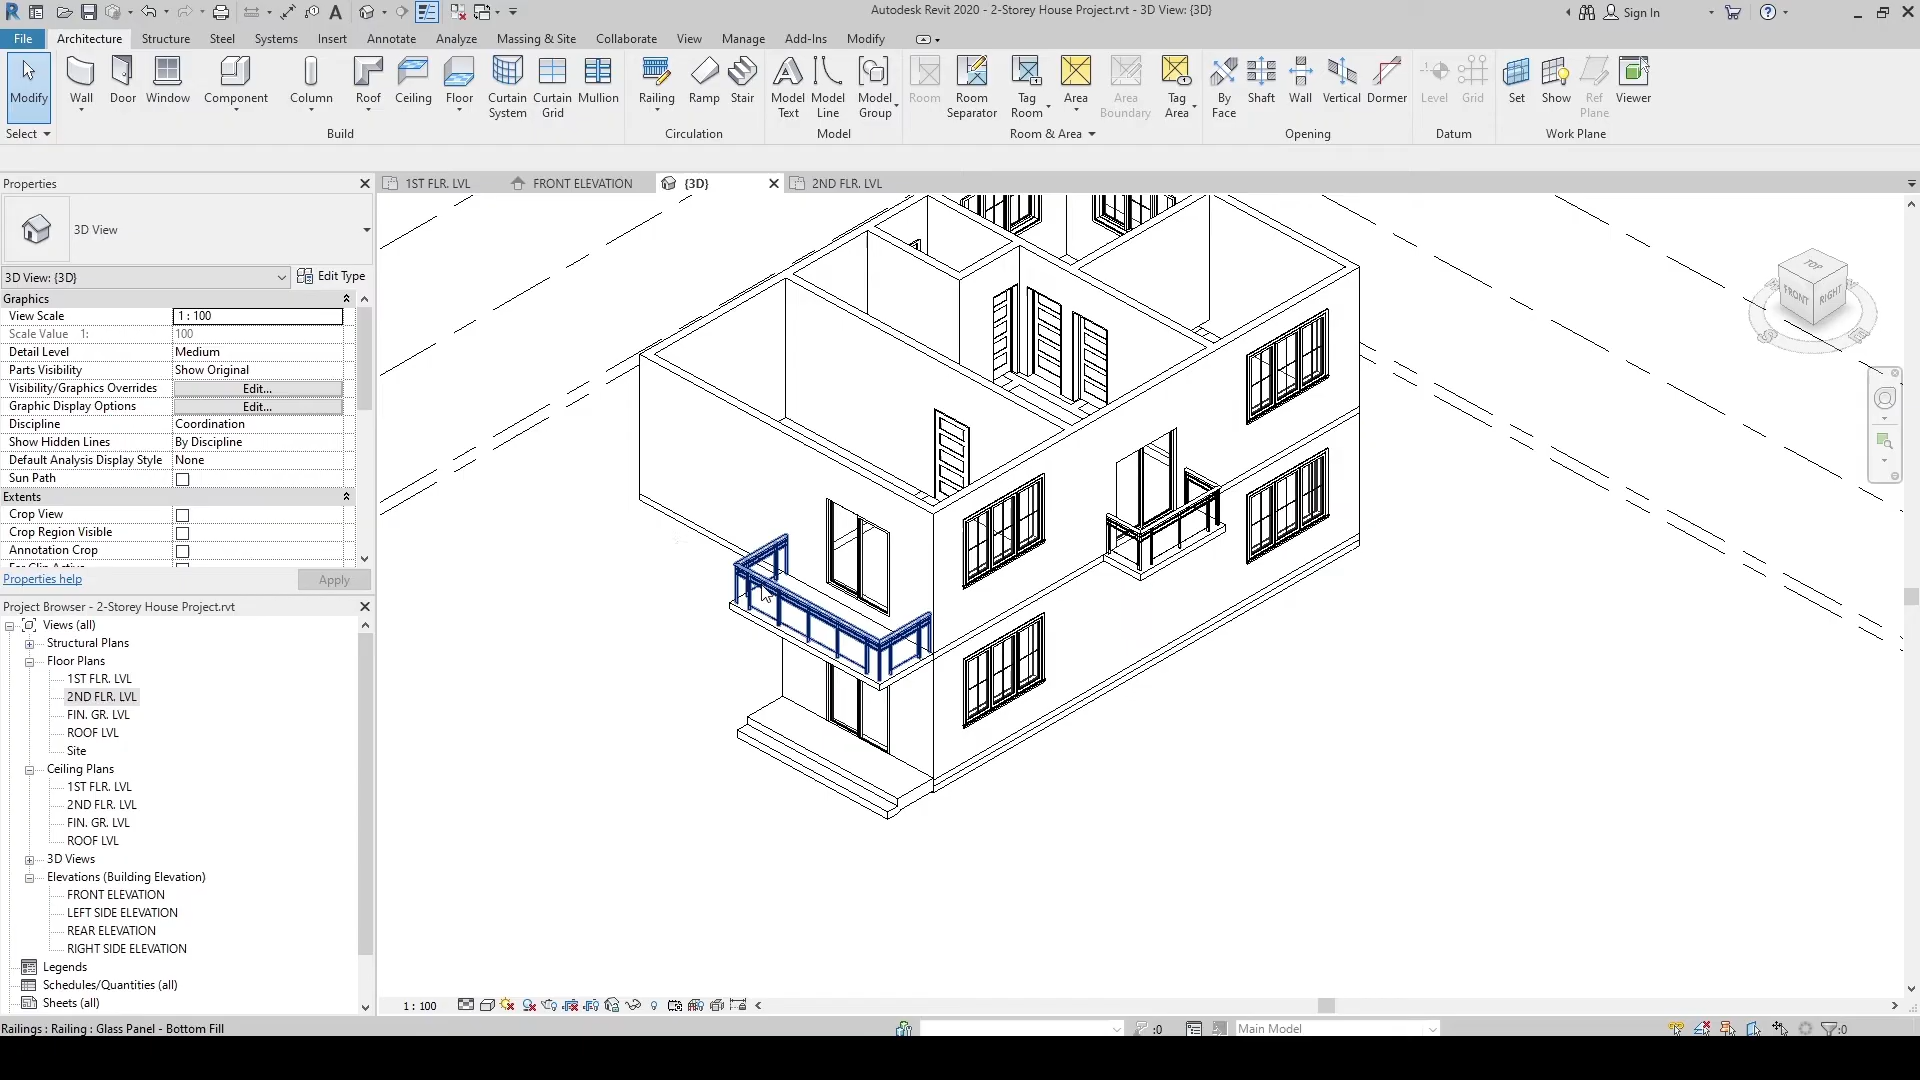 Autodesk Revit 2020 - 2-Storey House Project.rvt - 3D View: {3D}
Sign In
File Architecture Structure Steel Systems Insert Annotate Analyze Massing & Site Collaborate View Manage Add-Ins Modify
Modify Wall Door Window Component Column Roof Ceiling Floor Curtain System Curtain Grid Mullion Railing Ramp Stair Model Text Model Line Model Group Room Room Separator Tag Room Area Area Boundary Tag Area By Face Shaft Wall Vertical Dormer Level Grid Set Show Ref Plane Viewer
Select Build Circulation Model Room & Area Opening Datum Work Plane
Properties
1ST FLR. LVL FRONT ELEVATION {3D} 2ND FLR. LVL
3D View
3D View: {3D} Edit Type
Graphics
View Scale 1 : 100
Scale Value 1: 100
Detail Level Medium
Parts Visibility Show Original
Visibility/Graphics Overrides Edit...
Graphic Display Options Edit...
Discipline Coordination
Show Hidden Lines By Discipline
Default Analysis Display Style None
Sun Path
Extents
Crop View
Crop Region Visible
Annotation Crop
Properties help Apply
Project Browser - 2-Storey House Project.rvt
Views (all)
Structural Plans
Floor Plans
1ST FLR. LVL
2ND FLR. LVL
FIN. GR. LVL
ROOF LVL
Site
Ceiling Plans
1ST FLR. LVL
2ND FLR. LVL
FIN. GR. LVL
ROOF LVL
3D Views
Elevations (Building Elevation)
FRONT ELEVATION
LEFT SIDE ELEVATION
REAR ELEVATION
RIGHT SIDE ELEVATION
Legends
Schedules/Quantities (all)
Sheets (all)
TOP
FRONT RIGHT
S E
1 : 100
Railings : Railing : Glass Panel - Bottom Fill
:0 Main Model :0